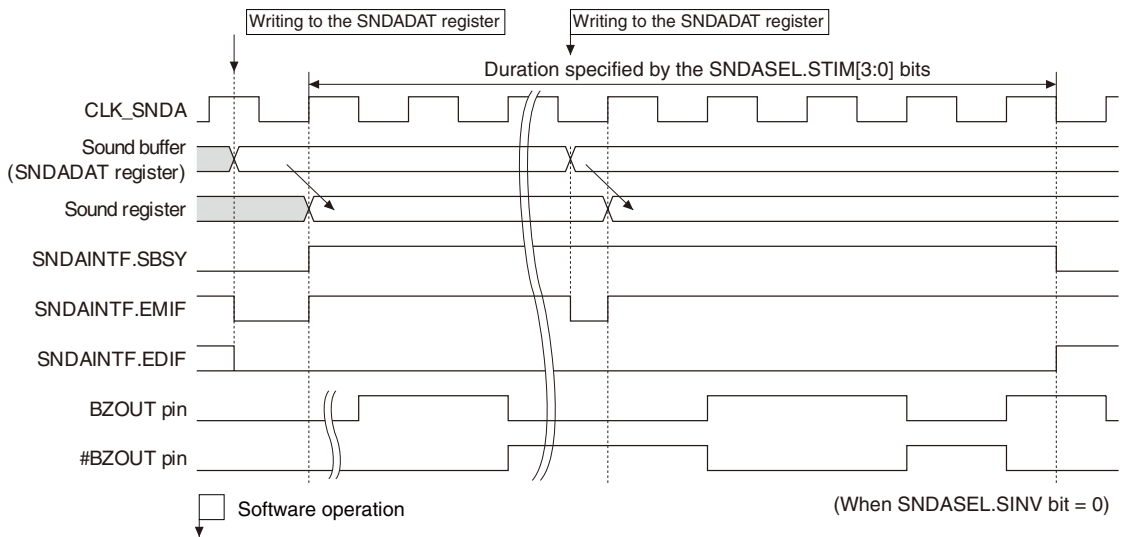 Writing to the SNDADAT register
Writing to the SNDADAT register
Duration specified by the SNDASEL.STIM[3:0] bits
CLK_SNDA
Sound buffer
(SNDADAT register)
Sound register
SNDAINTF.SBSY
SNDAINTF.EMIF
SNDAINTF.EDIF
BZOUT pin
#BZOUT pin
Software operation
(When SNDASEL.SINV bit = 0)